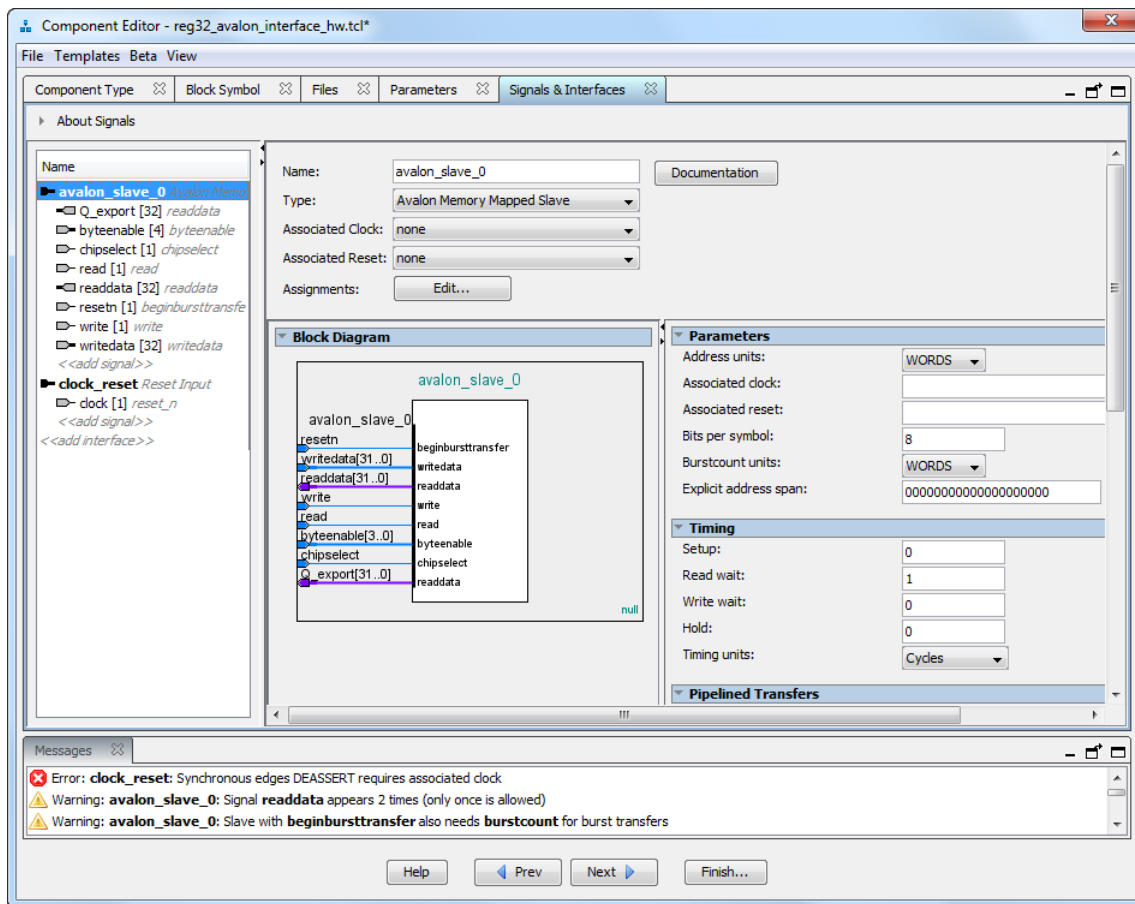 Component Editor - reg32_avalon_interface_hw.tcl*
File Templates Beta View
Component Type Block Symbol Files Parameters Signals & Interfaces
About Signals
Name
avalon_slave_0 Avalon Memo
Q_export [32] readdata
byteenable [4] byteenable
chipselect [1] chipselect
read [1] read
readdata [32] readdata
resetn [1] beginbursttransfe
write [1] write
writedata [32] writedata
<<add signal>>
clock_reset Reset Input
clock [1] reset_n
<<add signal>>
<<add interface>>
Name: avalon_slave_0 Documentation
Type: Avalon Memory Mapped Slave
Associated Clock: none
Associated Reset: none
Assignments: Edit...
Block Diagram
avalon_slave_0
avalon_slave_0
resetn beginbursttransfer
writedata[31..0] writedata
readdata[31..0] readdata
write write
read read
byteenable[3..0] byteenable
chipselect chipselect
Q_export[31..0] readdata
null
Parameters
Address units: WORDS
Associated clock:
Associated reset:
Bits per symbol: 8
Burstcount units: WORDS
Explicit address span: 00000000000000000000
Timing
Setup: 0
Read wait: 1
Write wait: 0
Hold: 0
Timing units: Cycles
Pipelined Transfers
Messages
Error: clock_reset: Synchronous edges DEASSERT requires associated clock
Warning: avalon_slave_0: Signal readdata appears 2 times (only once is allowed)
Warning: avalon_slave_0: Slave with beginbursttransfer also needs burstcount for burst transfers
Help Prev Next Finish...